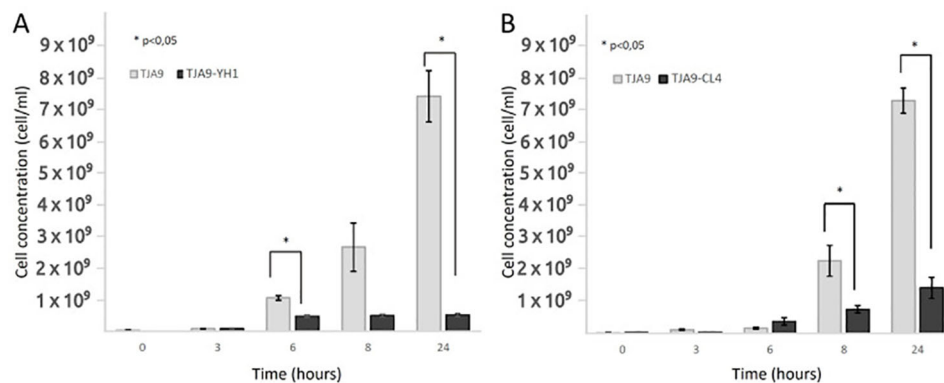 A
* p<0,05
TJA9 TJA9-YH1
Cell concentration (cell/ml)
9 x 10⁹
8 x 10⁹
7 x 10⁹
6 x 10⁹
5 x 10⁹
4 x 10⁹
3 x 10⁹
2 x 10⁹
1 x 10⁹
*
*
0 3 6 8 24
Time (hours)
B
* p<0,05
TJA9 TJA9-CL4
Cell concentration (cell/ml)
9 x 10⁹
8 x 10⁹
7 x 10⁹
6 x 10⁹
5 x 10⁹
4 x 10⁹
3 x 10⁹
2 x 10⁹
1 x 10⁹
*
*
0 3 6 8 24
Time (hours)